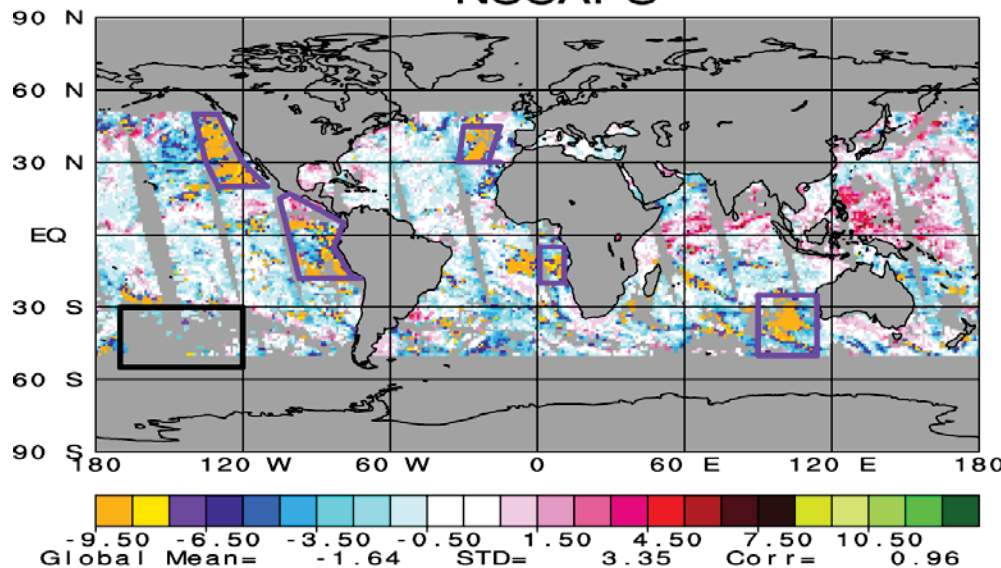 90 N
60 N
30 N
EQ
30 S
60 S
90 S
180 120 W 60 W 0 60 E 120 E 180
-9.50 -6.50 -3.50 -0.50 1.50 4.50 7.50 10.50
Global Mean= -1.64 STD= 3.35 Corr= 0.96